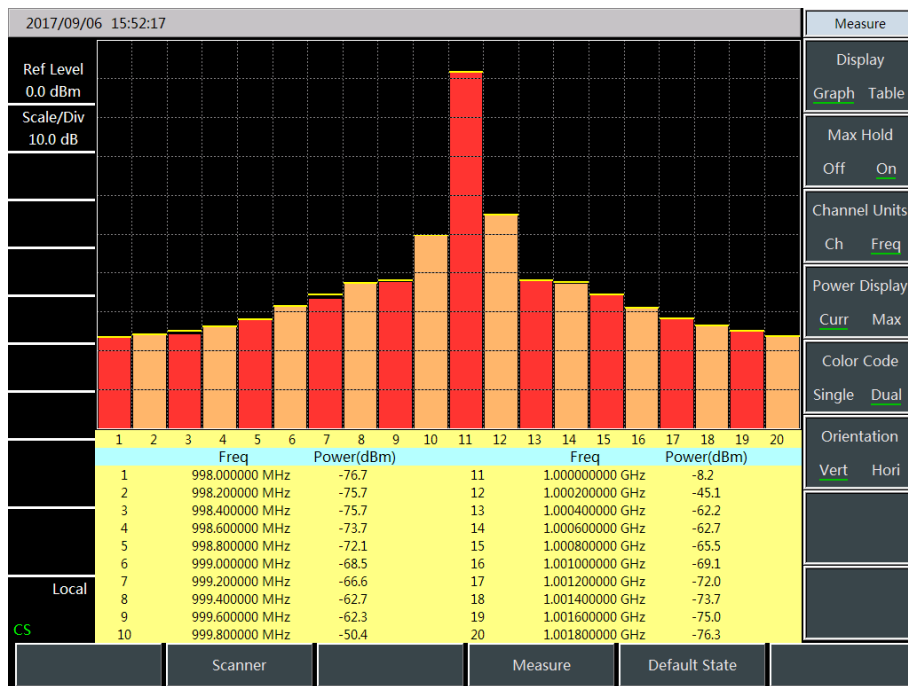 2017/09/06 15:52:17
Ref Level
0.0 dBm
Scale/Div
10.0 dB
Local
CS
1 2 3 4 5 6 7 8 9 10 11 12 13 14 15 16 17 18 19 20
Freq Power(dBm) Freq Power(dBm)
1 998.000000 MHz -76.7 11 1.000000000 GHz -8.2
2 998.200000 MHz -75.7 12 1.000200000 GHz -45.1
3 998.400000 MHz -75.7 13 1.000400000 GHz -62.2
4 998.600000 MHz -73.7 14 1.000600000 GHz -62.7
5 998.800000 MHz -72.1 15 1.000800000 GHz -65.5
6 999.000000 MHz -68.5 16 1.001000000 GHz -69.1
7 999.200000 MHz -66.6 17 1.001200000 GHz -72.0
8 999.400000 MHz -62.7 18 1.001400000 GHz -73.7
9 999.600000 MHz -62.3 19 1.001600000 GHz -75.0
10 999.800000 MHz -50.4 20 1.001800000 GHz -76.3
Measure
Display
Graph Table
Max Hold
Off On
Channel Units
Ch Freq
Power Display
Curr Max
Color Code
Single Dual
Orientation
Vert Hori
Scanner Measure Default State